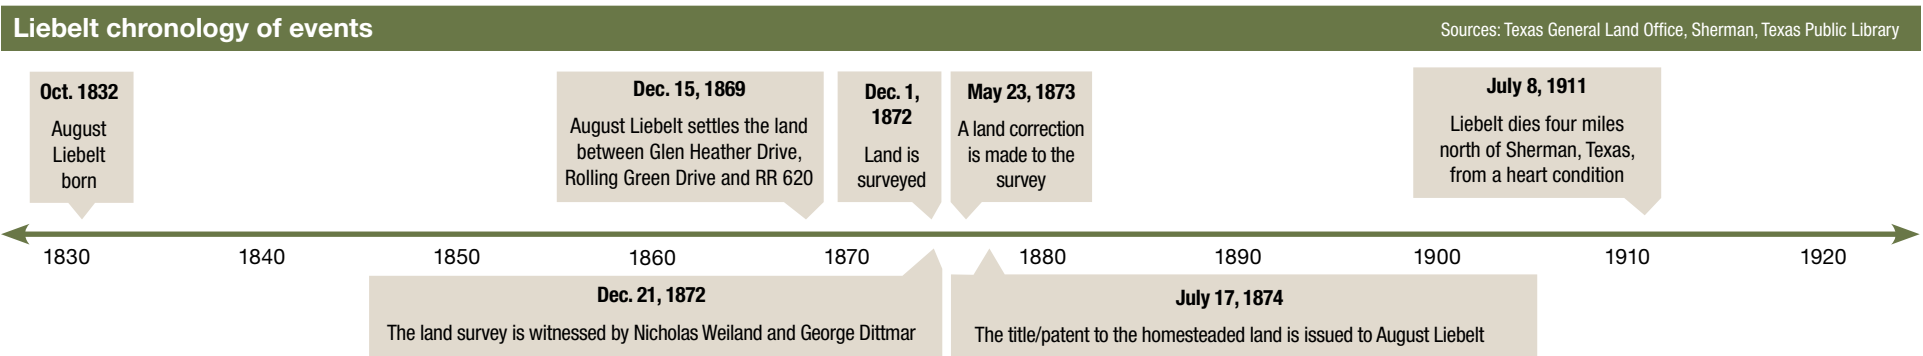 Liebelt chronology of events
Sources: Texas General Land Office, Sherman, Texas Public Library
Oct. 1832
August
Liebelt
born
Dec. 15, 1869
August Liebelt settles the land
between Glen Heather Drive,
Rolling Green Drive and RR 620
Dec. 1,
1872
Land is
surveyed
May 23, 1873
A land correction
is made to the
survey
July 8, 1911
Liebelt dies four miles
north of Sherman, Texas,
from a heart condition
1830
1840
1850
1860
1870
1880
1890
1900
1910
1920
Dec. 21, 1872
The land survey is witnessed by Nicholas Weiland and George Dittmar
July 17, 1874
The title/patent to the homesteaded land is issued to August Liebelt